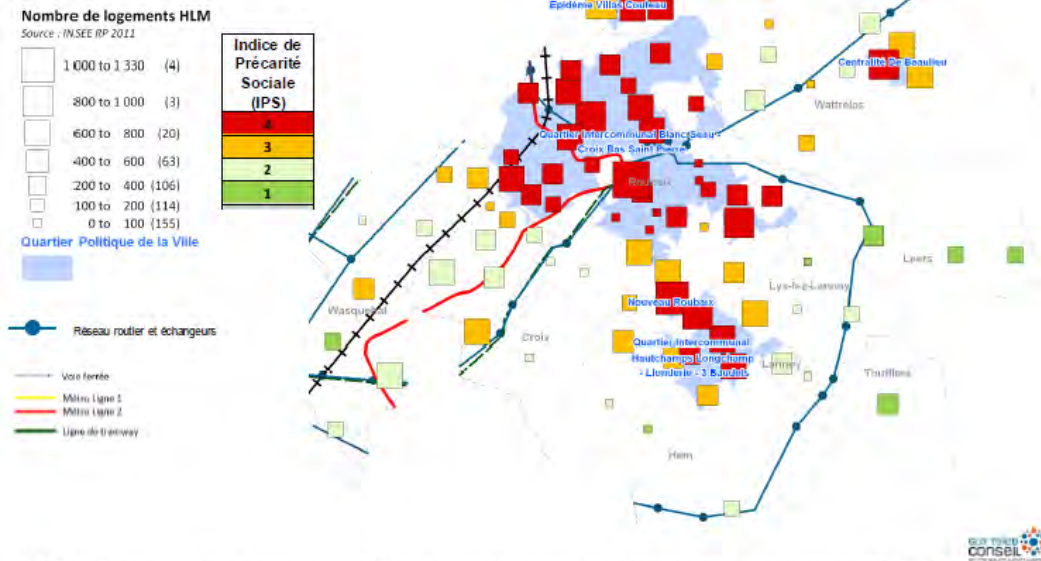 Nombre de logements HLM
Source : INSEE RP 2011
1 000 to 1 330 (4)
800 to 1 000 (3)
600 to 800 (20)
400 to 600 (63)
200 to 400 (106)
100 to 200 (114)
0 to 100 (155)
Quartier Politique de la Ville
Réseau routier et échangeurs
Voie ferrée
Métro Ligne 1
Métro Ligne 2
Ligne de tramway
Indice de
Précarité
Sociale
(IPS)
4
3
2
1
Epidème Villas Couteau
Centralité De Beaulieu
Wattrelos
Quartier Intercommunal Blanc Seau -
Croix Bas Saint Pierre
Roubaix
Leers
Lys-lez-Lannoy
Nouveau Roubaix
Wasquehal
Croix
Quartier Intercommunal
Hautchamps Longchamp
- Lionderie - 3 Baudets
Lannoy
Toufflers
Hem
CONSEIL